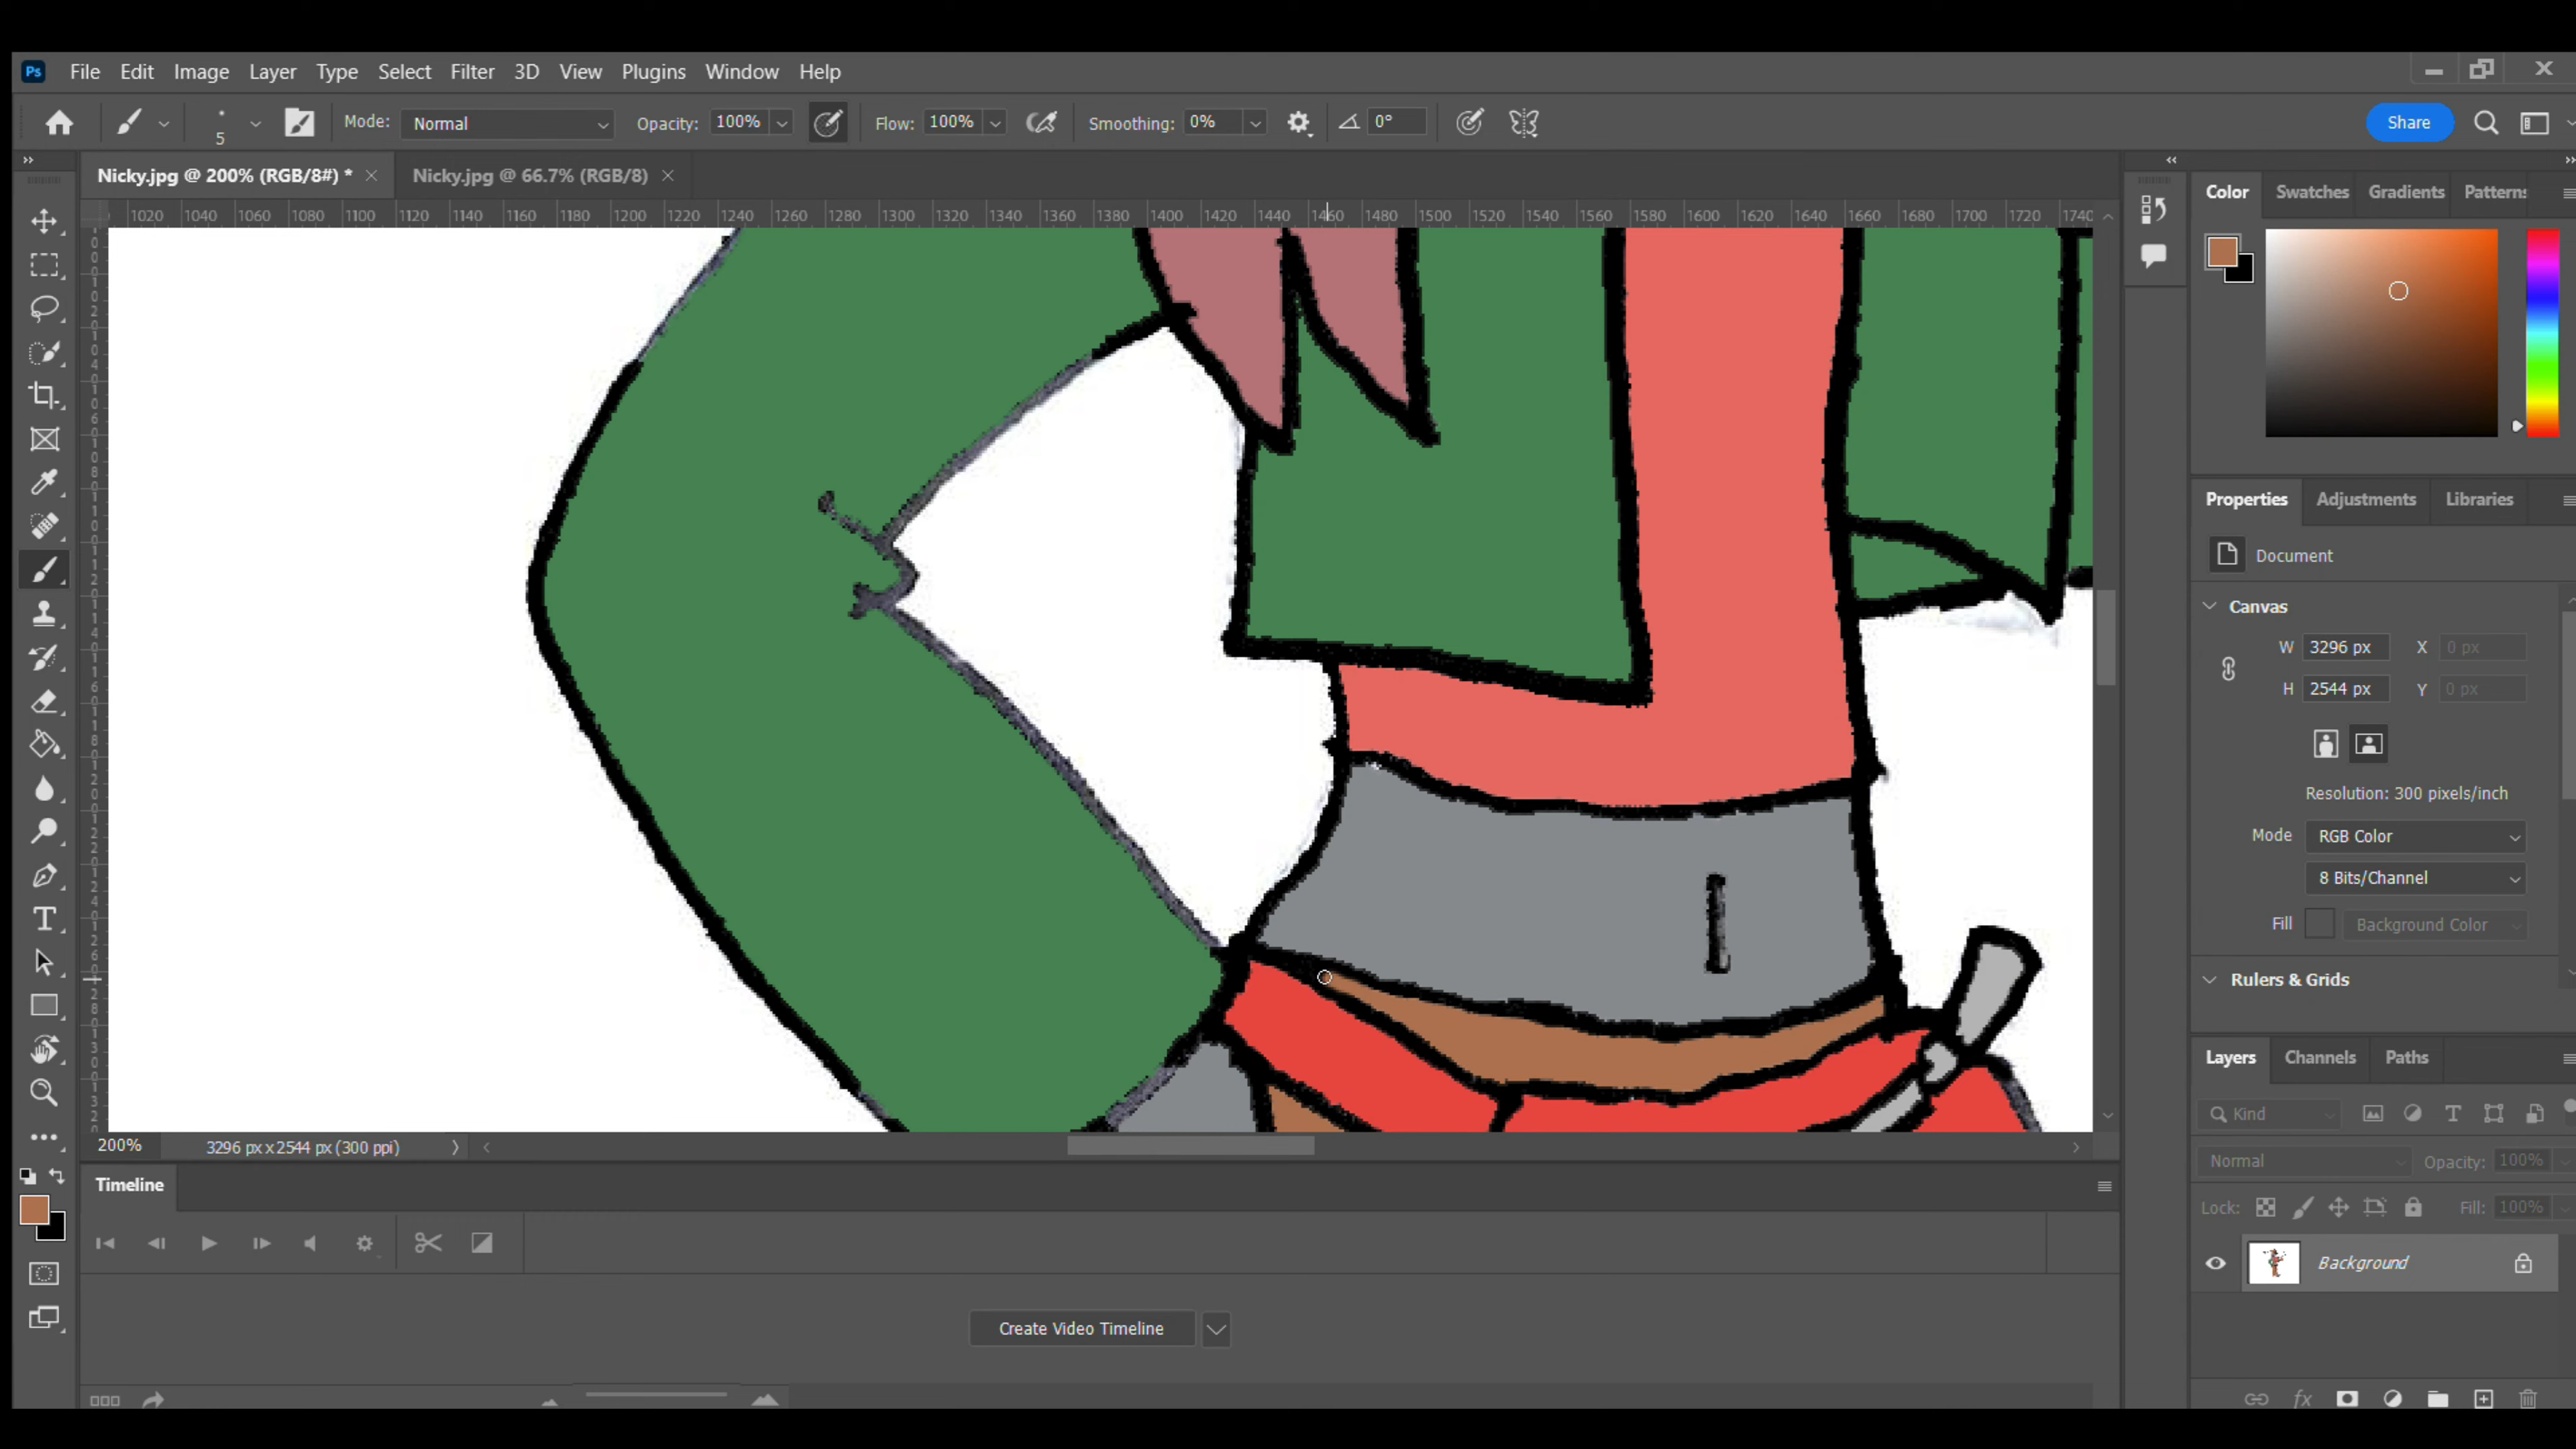 Ps File Edit Image Layer Type Select Filter 3D View Plugins Window Help
5 Mode: Normal Opacity: 100% Flow: 100% Smoothing: 0% 0° Share
Nicky.jpg @ 200% (RGB/8#) * Nicky.jpg @ 66.7% (RGB/8)
1020 1040 1060 1080 1100 1120 1140 1160 1180 1200 1220 1240 1260 1280 1300 1320 1340 1360 1380 1400 1420 1440 1460 1480 1500 1520 1540 1560 1580 1600 1620 1640 1660 1680 1700 1720 1740
Color Swatches Gradients Patterns
Properties Adjustments Libraries
Document
Canvas
W 3296 px X 0 px
H 2544 px Y 0 px
Resolution: 300 pixels/inch
Mode RGB Color
8 Bits/Channel
Fill Background Color
Rulers & Grids
Layers Channels Paths
Kind
Normal Opacity: 100%
Lock: Fill: 100%
Background
200% 3296 px x 2544 px (300 ppi)
Timeline
Create Video Timeline